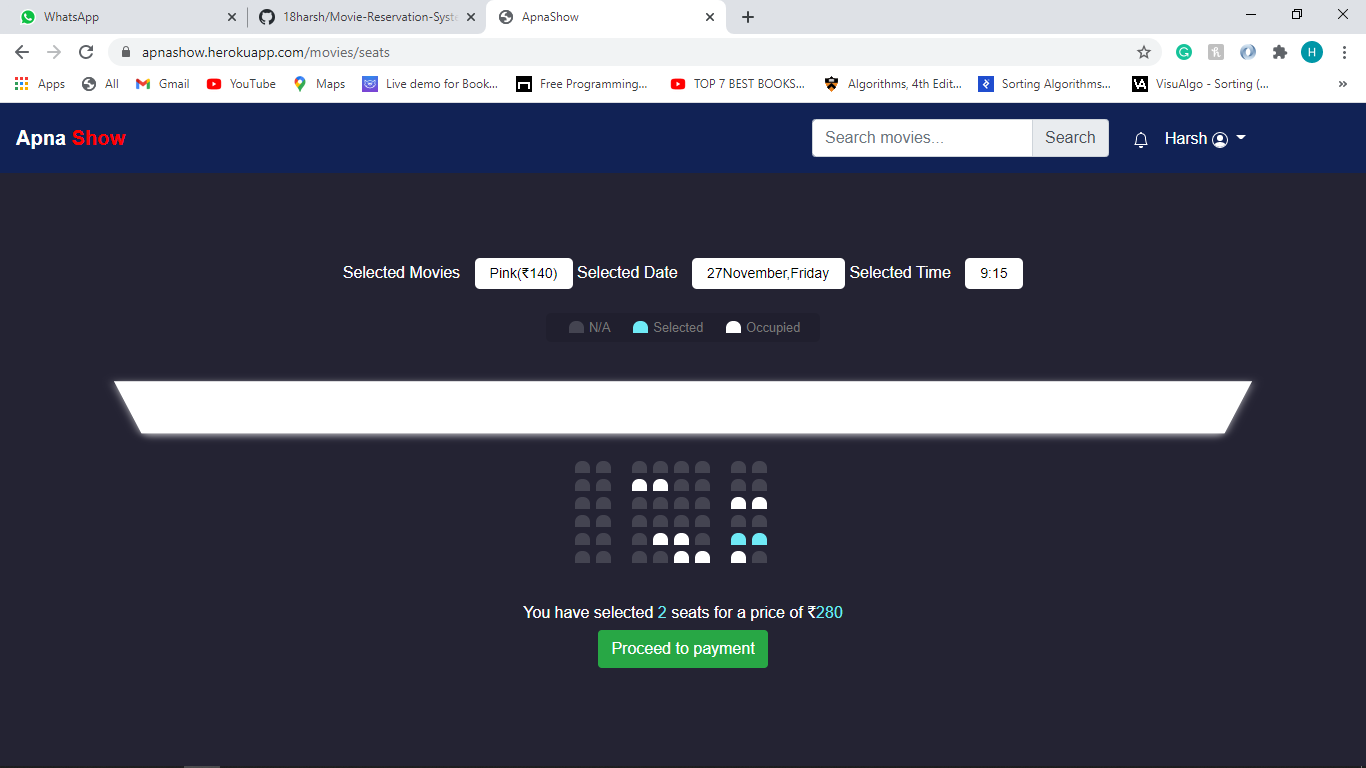 WhatsApp
18harsh/Movie-Reservation-Syste
ApnaShow
apnashow.herokuapp.com/movies/seats
H
Apps
All
Gmail
YouTube
Maps
Live demo for Book...
Free Programming...
TOP 7 BEST BOOKS...
Algorithms, 4th Edit...
Sorting Algorithms...
VisuAlgo - Sorting (...
»
Apna Show
Search movies...
Search
Harsh
Selected Movies Pink(₹140) Selected Date 27November,Friday Selected Time 9:15
N/A Selected Occupied
You have selected 2 seats for a price of ₹280
Proceed to payment